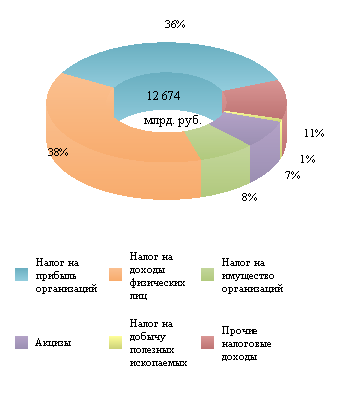 36%
12 674
млрд. руб.
11%
38%
1%
7%
8%
Налог на
прибыль
организаций
Налог на
доходы
физических
лиц
Налог на
имущество
организаций
Акцизы
Налог на
добычу
полезных
ископаемых
Прочие
налоговые
доходы